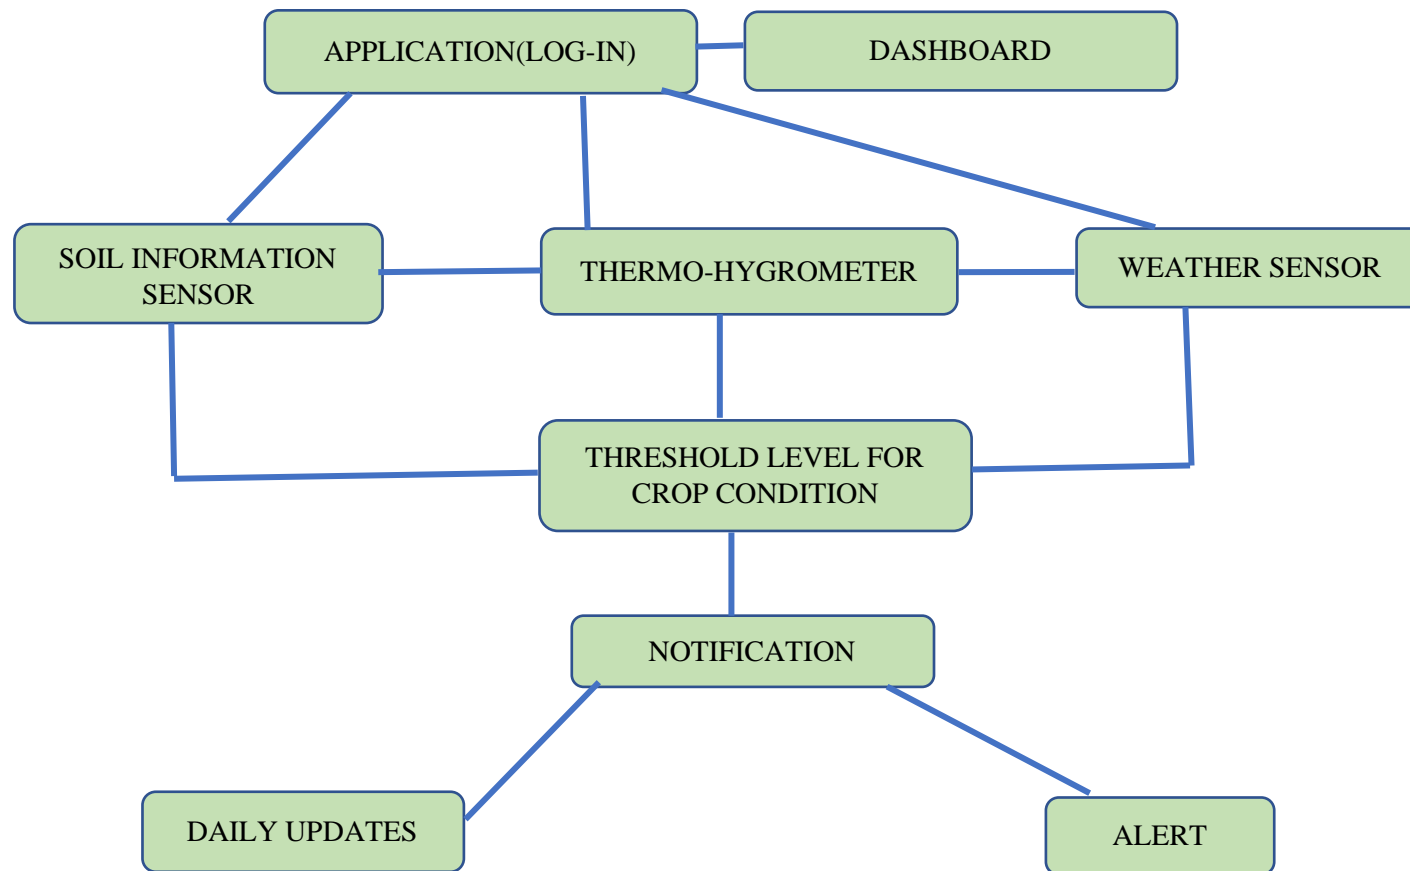 APPLICATION(LOG-IN)
DASHBOARD
SOIL INFORMATION
SENSOR
THERMO-HYGROMETER
WEATHER SENSOR
THRESHOLD LEVEL FOR
CROP CONDITION
NOTIFICATION
DAILY UPDATES
ALERT